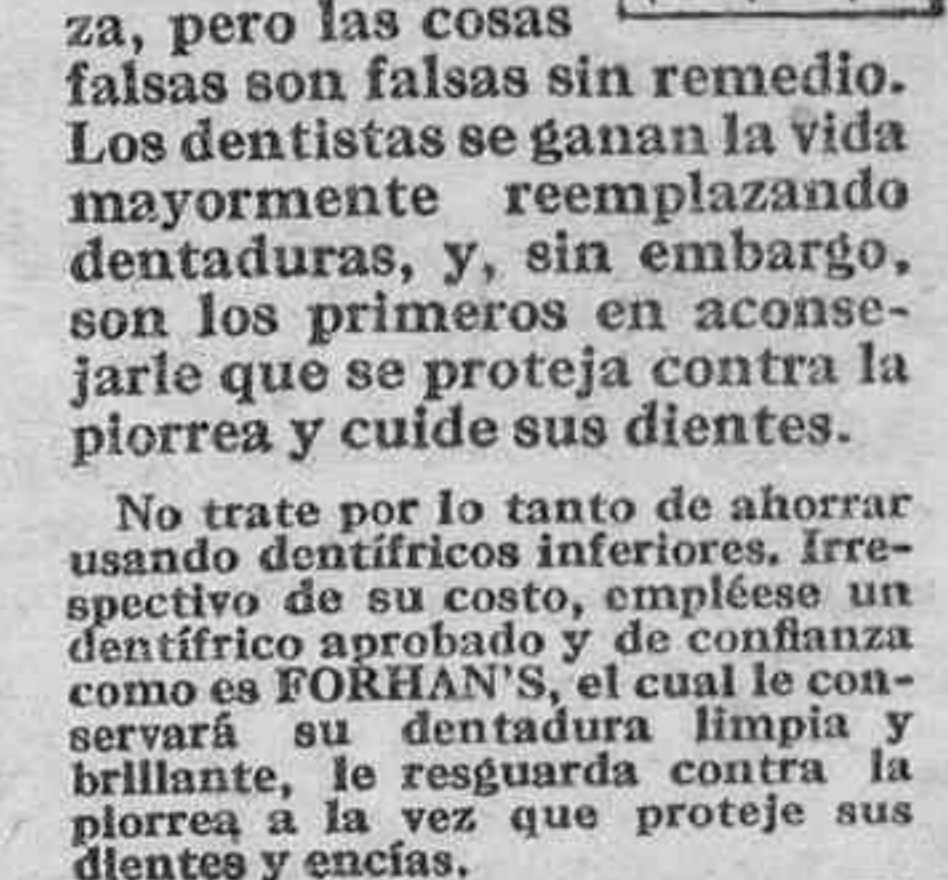 za, pero las cosas
falsas son falsas sin remedio.
Los dentistas se ganan la vida
mayormente reemplazando
dentaduras, y, sin embargo,
son los primeros en aconse-
jarle que se proteja contra la
piorrea y cuide sus dientes.
No trate por lo tanto de ahorrar
usando dentífricos inferiores. Irre-
spectivo de su costo, empléese un
dentífrico aprobado y de confianza
como es FORHAN'S, el cual le con-
servará su dentadura limpia y
brillante, le resguarda contra la
piorrea a la vez que proteje sus
dientes y encías.